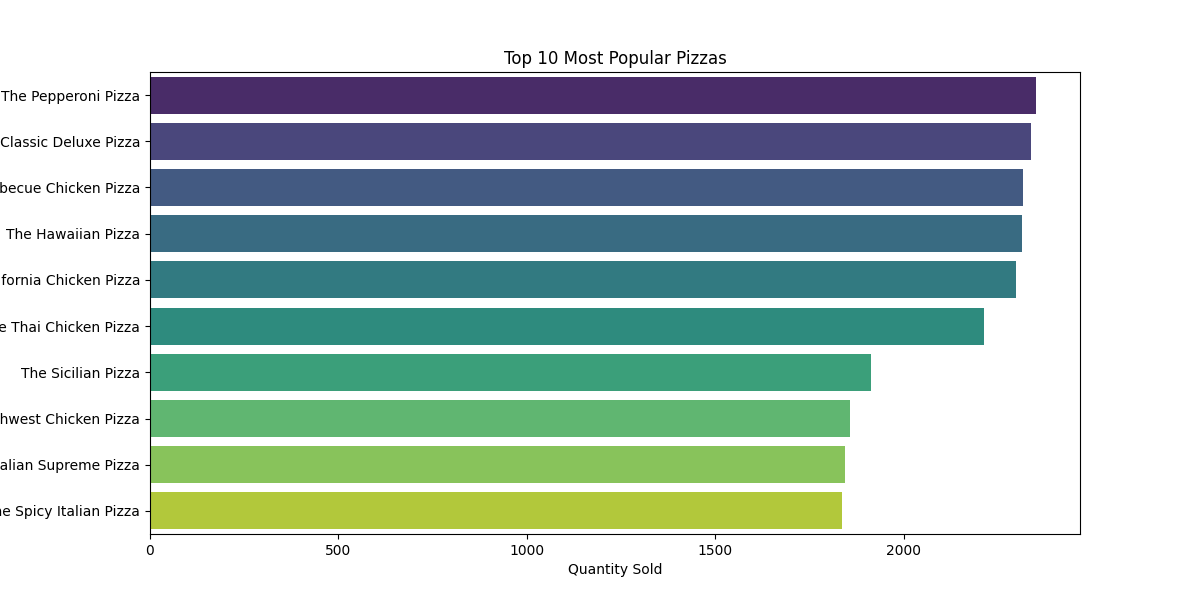 Top 10 Most Popular Pizzas
The Pepperoni Pizza
Classic Deluxe Pizza
becue Chicken Pizza
The Hawaiian Pizza
fornia Chicken Pizza
e Thai Chicken Pizza
The Sicilian Pizza
hwest Chicken Pizza
alian Supreme Pizza
he Spicy Italian Pizza
0 500 1000 1500 2000
Quantity Sold